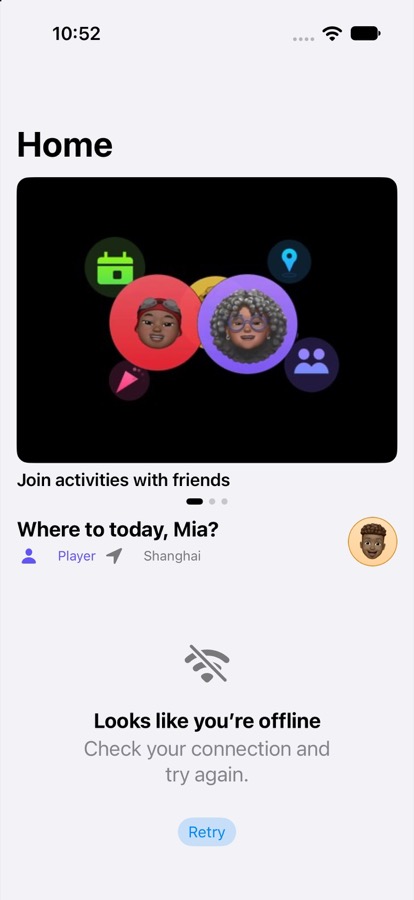 10:52
Home
Join activities with friends
Where to today, Mia?
Player Shanghai
Looks like you’re offline
Check your connection and
try again.
Retry